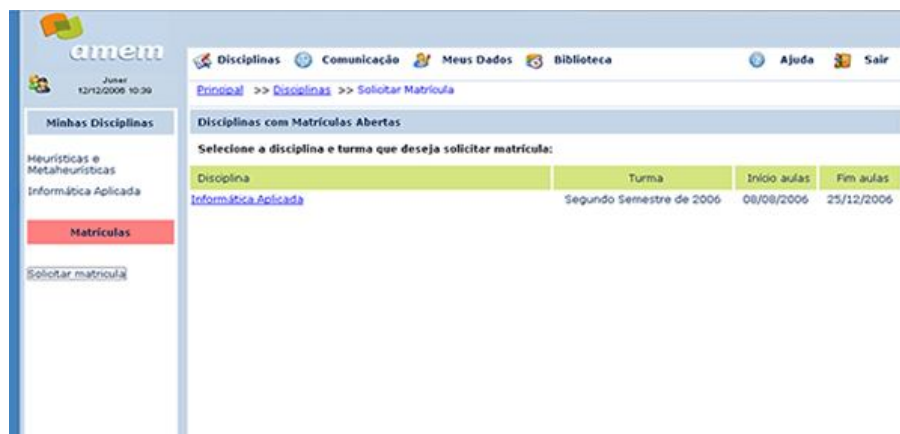 amem
Juner
12/12/2006 10:39
Disciplinas Comunicação Meus Dados Biblioteca Ajuda Sair
Principal >> Disciplinas >> Solicitar Matrícula
Minhas Disciplinas
Heurísticas e
Metaheurísticas
Informática Aplicada
Matrículas
Solicitar matricula
Disciplinas com Matrículas Abertas
Selecione a disciplina e turma que deseja solicitar matrícula:
Disciplina Turma Início aulas Fim aulas
Informática Aplicada Segundo Semestre de 2006 08/08/2006 25/12/2006